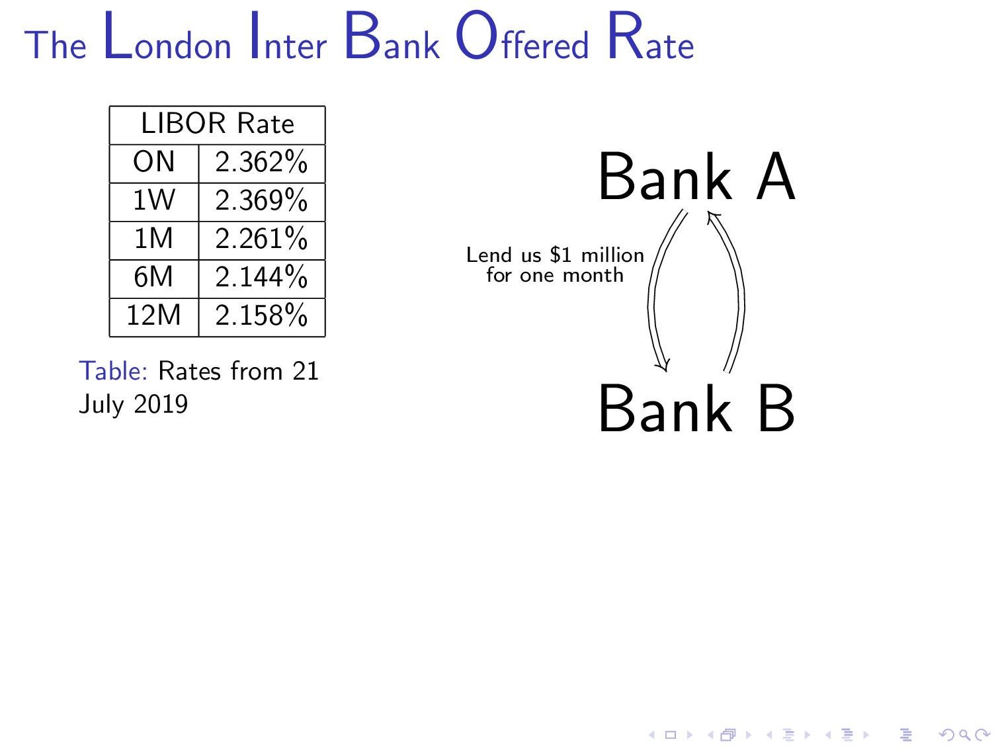 The London Inter Bank Offered Rate
LIBOR Rate
ON 2.362%
1W 2.369%
1M 2.261%
6M 2.144%
12M 2.158%
Table: Rates from 21
July 2019
Bank A
Lend us $1 million
for one month
Bank B